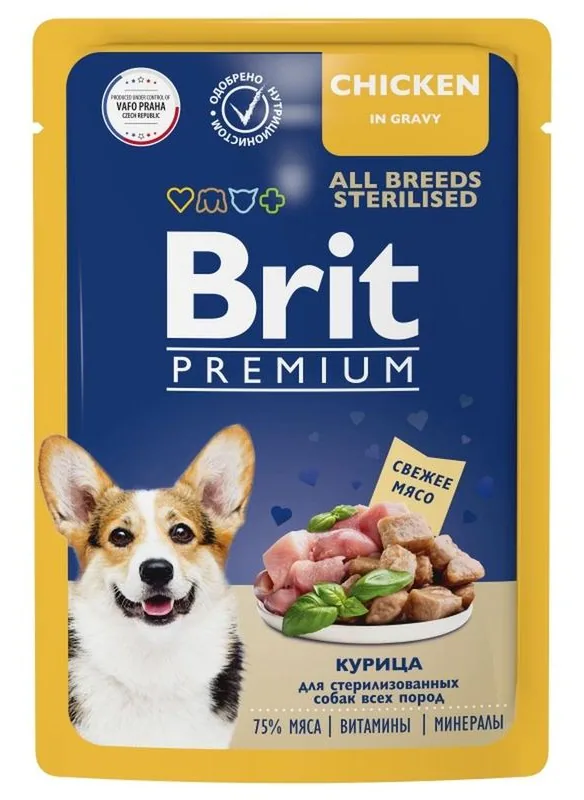 PRODUCED UNDER CONTROL OF
VAFO PRAHA
CZECH REPUBLIC
ОДОБРЕНО НУТРИЦИОНИСТОМ
CHICKEN
IN GRAVY
ALL BREEDS
STERILISED
Brit
PREMIUM
СВЕЖЕЕ
МЯСО
КУРИЦА
для стерилизованных
собак всех пород
75% МЯСА | ВИТАМИНЫ | МИНЕРАЛЫ